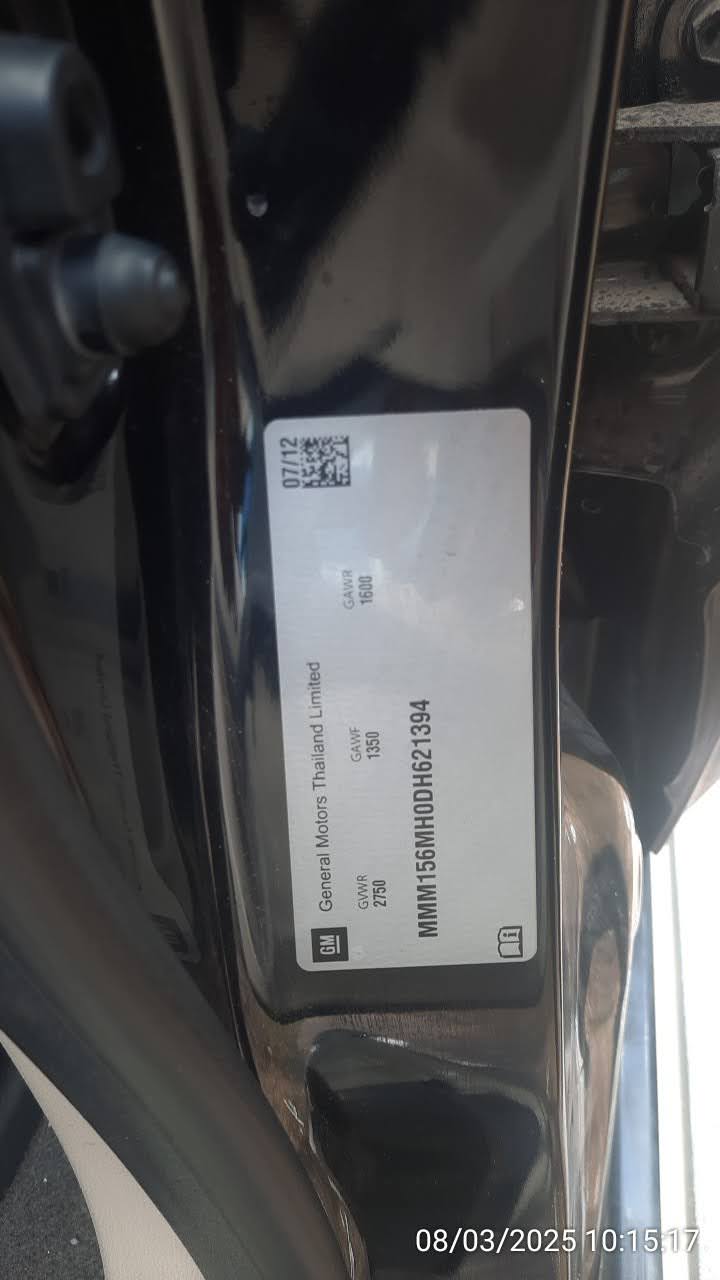 07/12
GM General Motors Thailand Limited
GVWR GAWF GAWR
2750 1350 1600
MMM156MH0DH621394
08/03/2025 10:15:17